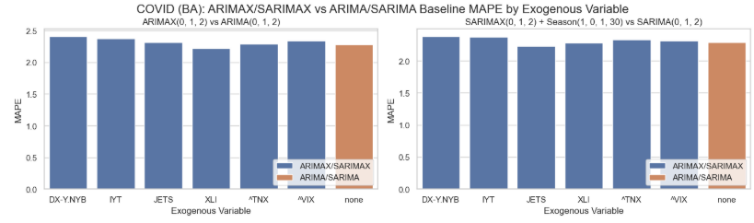 COVID (BA): ARIMAX/SARIMAX vs ARIMA/SARIMA Baseline MAPE by Exogenous Variable
ARIMAX(0, 1, 2) vs ARIMA(0, 1, 2)
2.5
2.0
1.5
1.0
0.5
0.0
MAPE
ARIMAX/SARIMAX
ARIMA/SARIMA
DX-Y.NYB IYT JETS XLI ^TNX ^VIX none
Exogenous Variable
SARIMAX(0, 1, 2) + Season(1, 0, 1, 30) vs SARIMA(0, 1, 2)
2.0
1.5
1.0
0.5
0.0
MAPE
ARIMAX/SARIMAX
ARIMA/SARIMA
DX-Y.NYB IYT JETS XLI ^TNX ^VIX none
Exogenous Variable